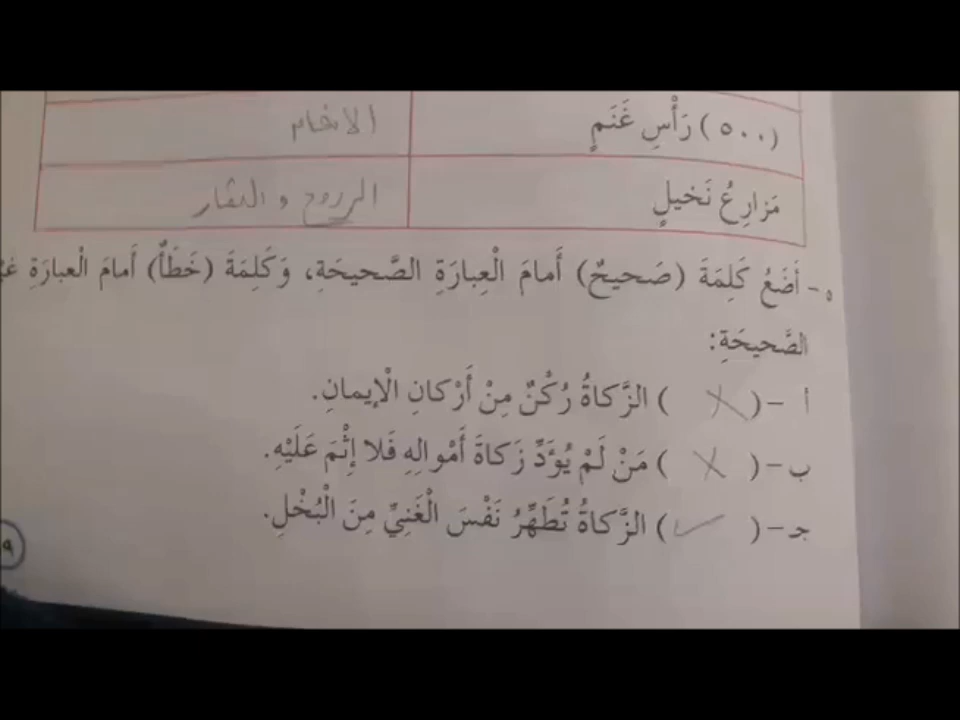 (٥٠٠) رَأْسِ غَنَمٍ الانعام
مَزارِعُ نَخيلٍ الزروع و الثمار
٥- أَضَعُ كَلِمَةَ (صَحيحٌ) أَمامَ الْعِبارَةِ الصَّحيحَةِ، وَكَلِمَةَ (خَطَأٌ) أَمامَ الْعِبارَةِ
الصَّحيحَةِ:
أ - ( ✗ ) الزَّكاةُ رُكْنٌ مِنْ أَرْكانِ الْإيمانِ.
ب- ( ✗ ) مَنْ لَمْ يُؤَدِّ زَكاةَ أَمْوالِهِ فَلا إِثْمَ عَلَيْهِ.
جـ- ( ✓ ) الزَّكاةُ تُطَهِّرُ نَفْسَ الْغَنِيِّ مِنَ الْبُخْلِ.